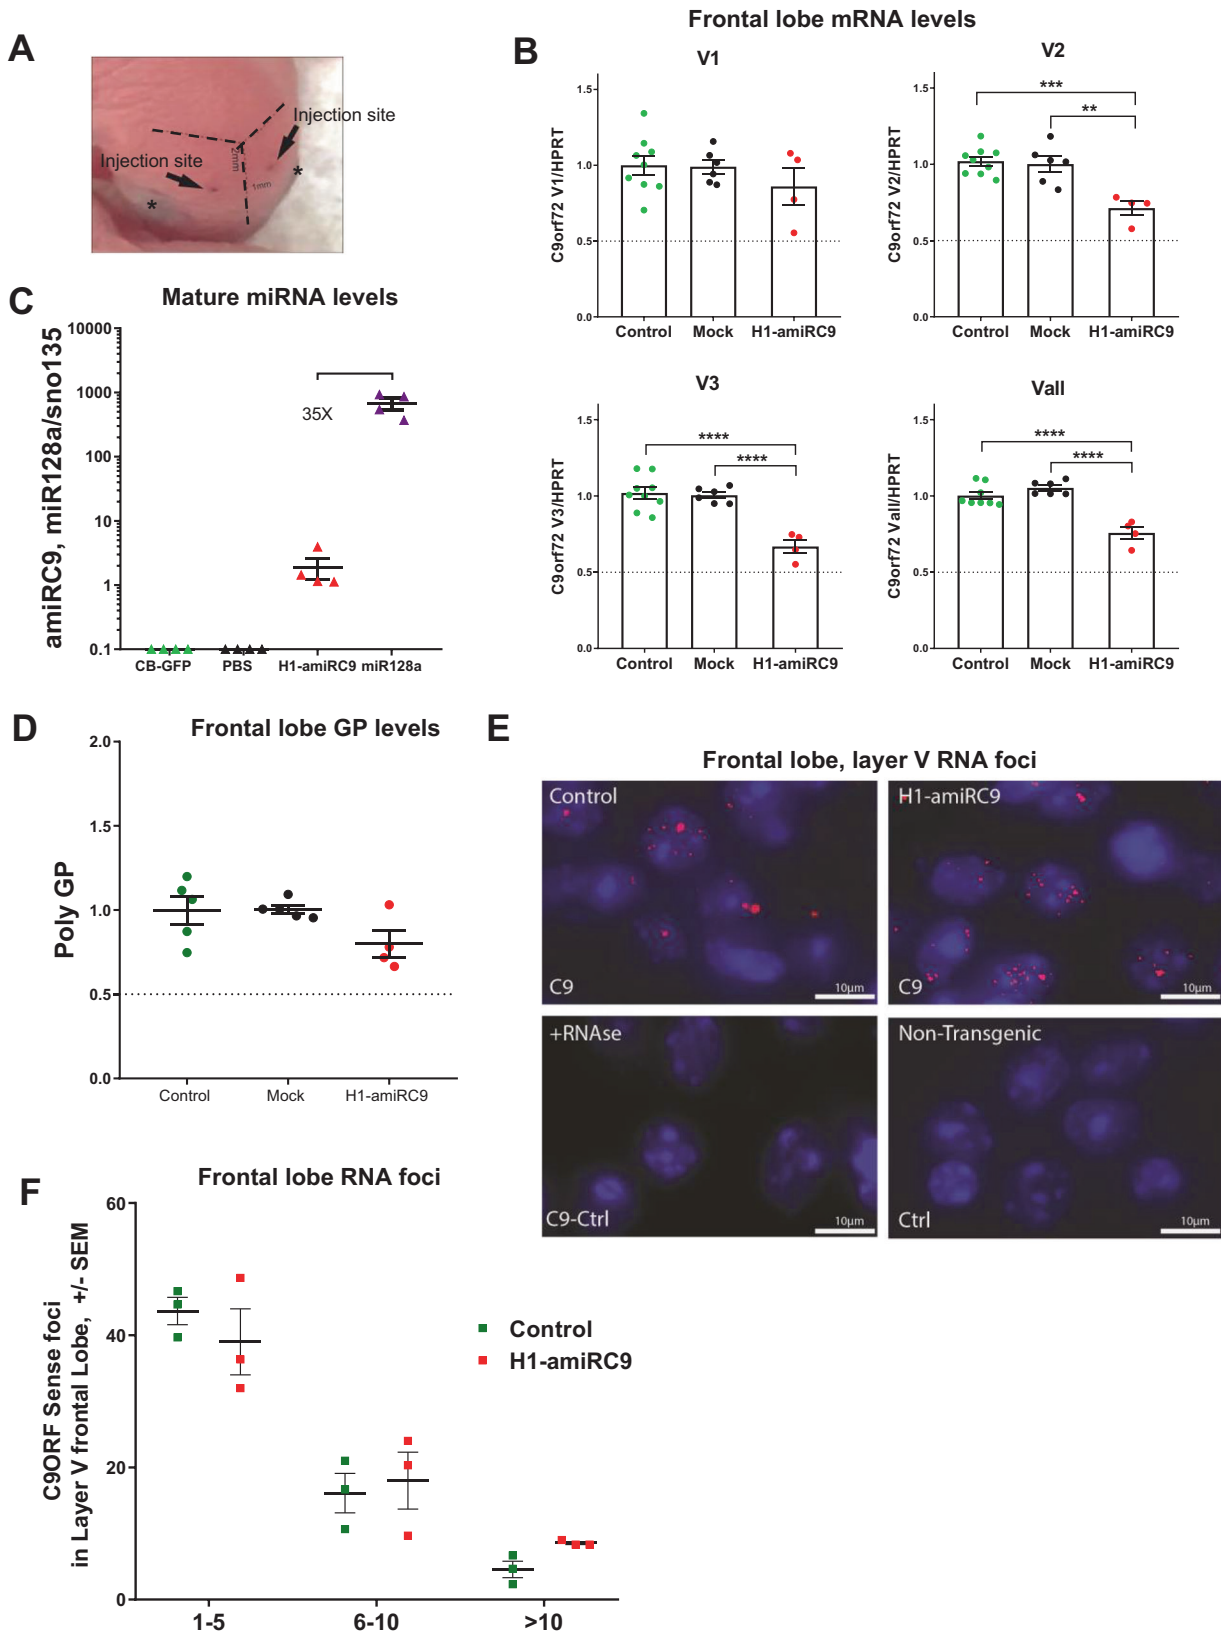 A
Injection site
Injection site
2mm
1mm
*
*
Frontal lobe mRNA levels
B
V1
C9orf72 V1/HPRT
1.5
1.0
0.5
0.0
Control Mock H1-amiRC9
V2
C9orf72 V2/HPRT
1.5
1.0
0.5
0.0
***
**
Control Mock H1-amiRC9
V3
C9orf72 V3/HPRT
1.5
1.0
0.5
0.0
****
****
Control Mock H1-amiRC9
Vall
C9orf72 Vall/HPRT
1.5
1.0
0.5
0.0
****
****
Control Mock H1-amiRC9
C
Mature miRNA levels
amiRC9, miR128a/sno135
10000
1000
100
10
1
0.1
35X
CB-GFP PBS H1-amiRC9 miR128a
D
Frontal lobe GP levels
Poly GP
2.0
1.5
1.0
0.5
0.0
Control Mock H1-amiRC9
E
Frontal lobe, layer V RNA foci
Control
C9
10µm
H1-amiRC9
C9
10µm
+RNAse
C9-Ctrl
10µm
Non-Transgenic
Ctrl
10µm
F
Frontal lobe RNA foci
C9ORF Sense foci
in Layer V frontal Lobe, +/- SEM
60
40
20
0
Control
H1-amiRC9
1-5 6-10 >10